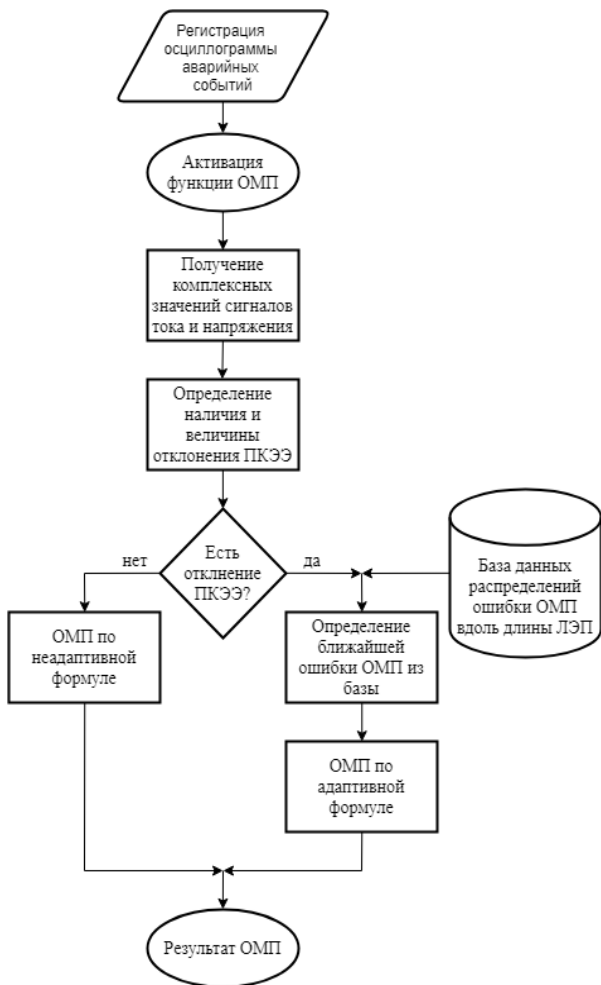 Регистрация
осциллограммы
аварийных
событий
Активация
функции ОМП
Получение
комплексных
значений сигналов
тока и напряжения
Определение
наличия и
величины
отклонения ПКЭЭ
Есть
отклнение
ПКЭЭ?
нет
да
База данных
распределений
ошибки ОМП
вдоль длины ЛЭП
ОМП по
неадаптивной
формуле
Определение
ближайшей
ошибки ОМП из
базы
ОМП по
адаптивной
формуле
Результат ОМП